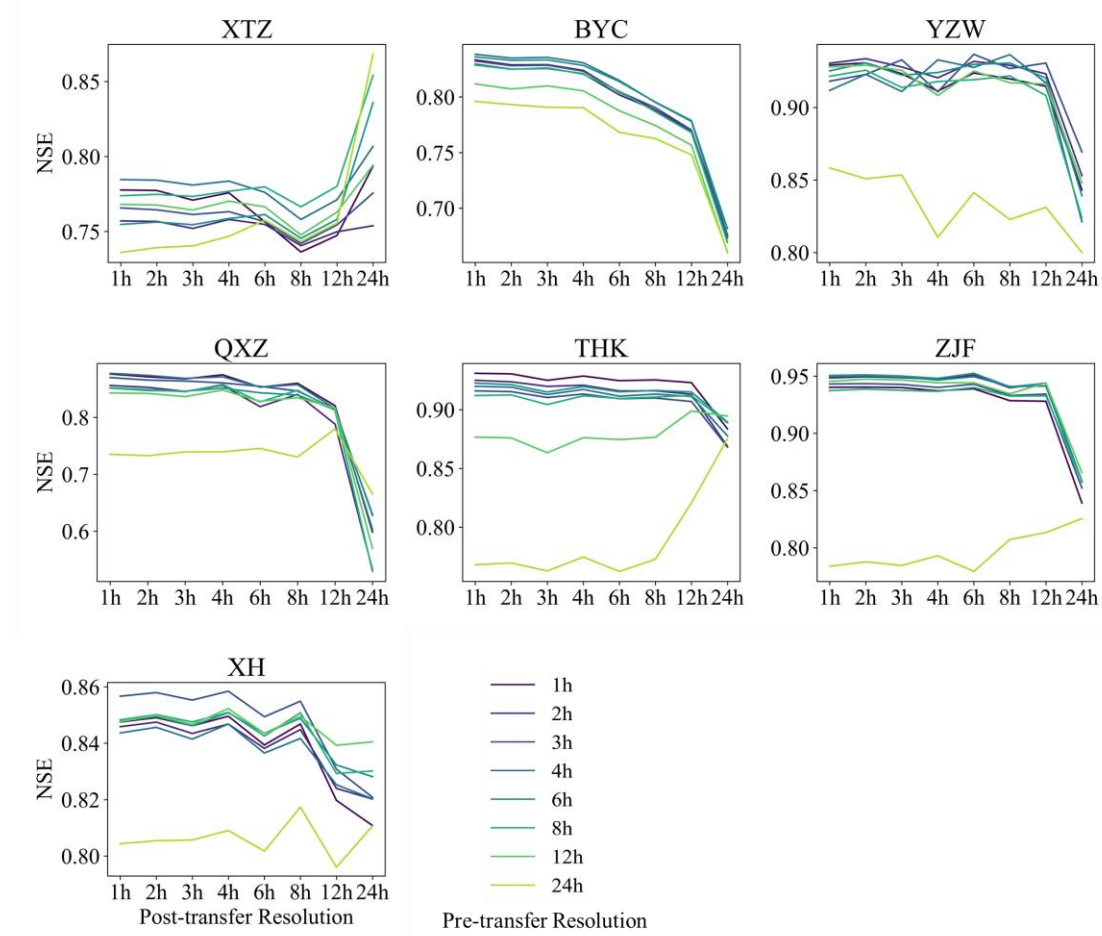 XTZ
BYC
YZW
NSE
0.85
0.80
0.75
0.80
0.75
0.70
0.90
0.85
0.80
1h 2h 3h 4h 6h 8h 12h 24h
1h 2h 3h 4h 6h 8h 12h 24h
1h 2h 3h 4h 6h 8h 12h 24h
QXZ
THK
ZJF
NSE
0.8
0.7
0.6
0.90
0.85
0.80
0.95
0.90
0.85
0.80
1h 2h 3h 4h 6h 8h 12h 24h
1h 2h 3h 4h 6h 8h 12h 24h
1h 2h 3h 4h 6h 8h 12h 24h
XH
NSE
0.86
0.84
0.82
0.80
1h 2h 3h 4h 6h 8h 12h 24h
Post-transfer Resolution
1h
2h
3h
4h
6h
8h
12h
24h
Pre-transfer Resolution